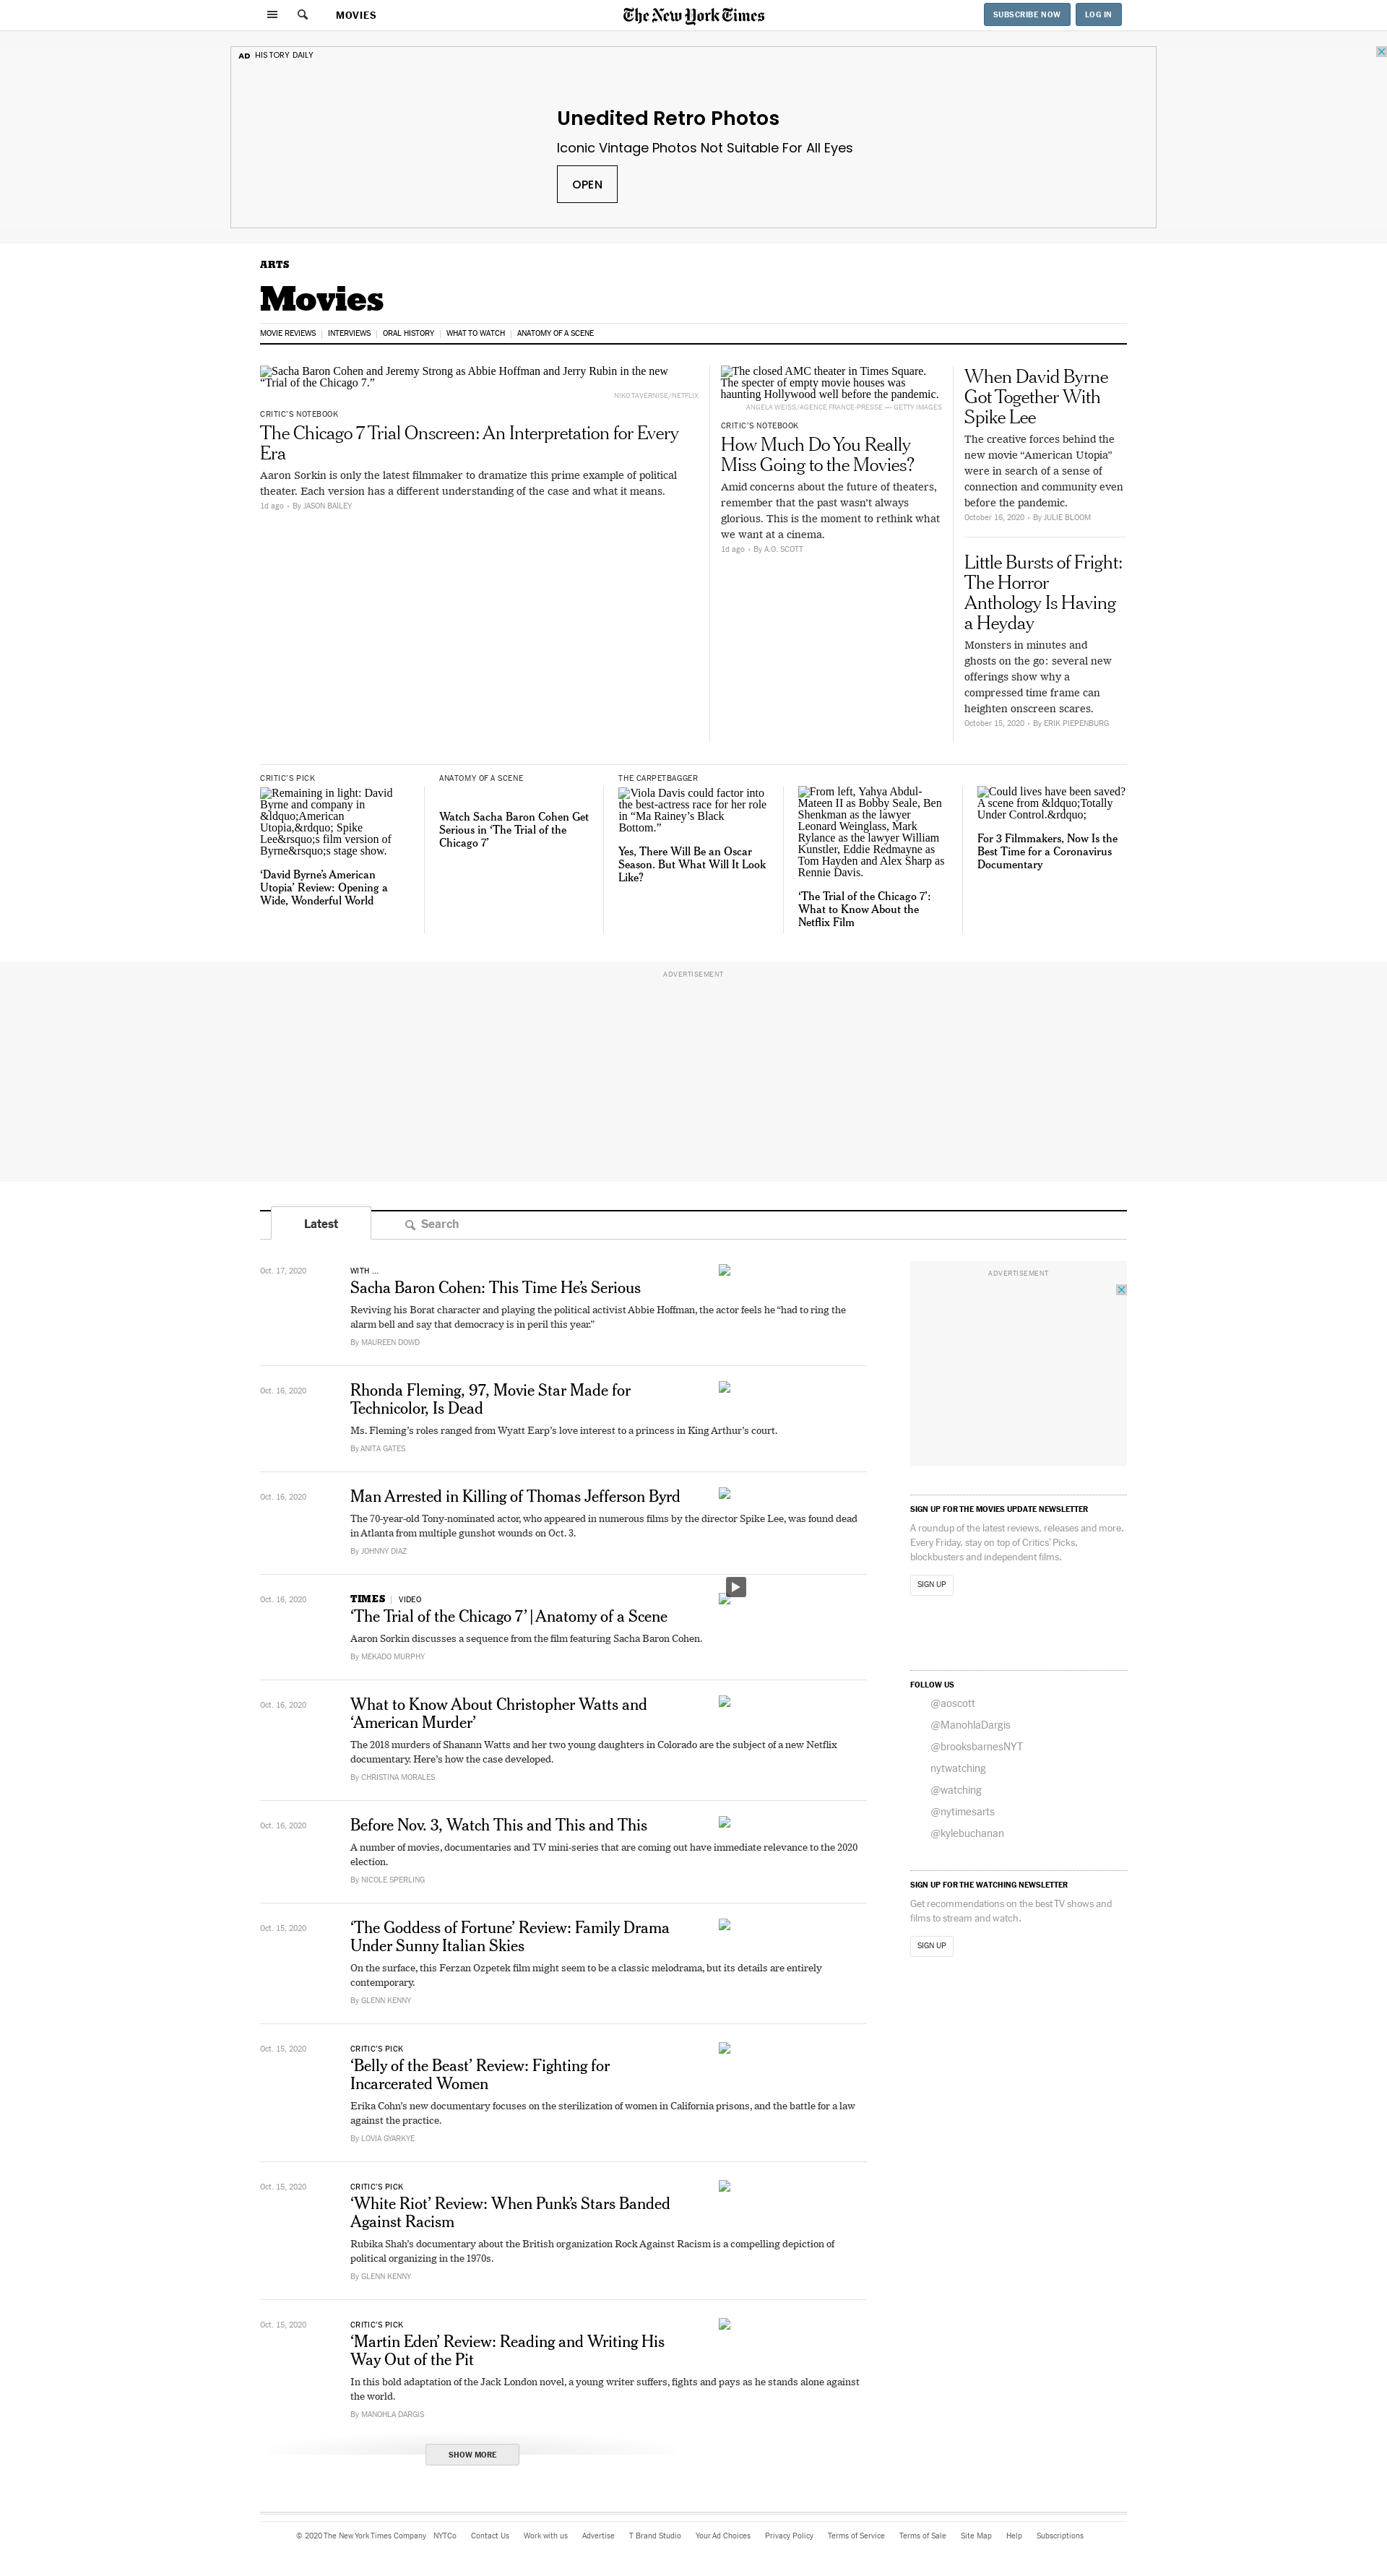 MOVIES
The New York Times
SUBSCRIBE NOW
LOG IN
AD HISTORY DAILY
Unedited Retro Photos
Iconic Vintage Photos Not Suitable For All Eyes
OPEN
ARTS
Movies
MOVIE REVIEWS | INTERVIEWS | ORAL HISTORY | WHAT TO WATCH | ANATOMY OF A SCENE
Sacha Baron Cohen and Jeremy Strong as Abbie Hoffman and Jerry Rubin in the new
“Trial of the Chicago 7.”
NIKO TAVERNISE/NETFLIX
CRITIC’S NOTEBOOK
The Chicago 7 Trial Onscreen: An Interpretation for Every
Era
Aaron Sorkin is only the latest filmmaker to dramatize this prime example of political
theater. Each version has a different understanding of the case and what it means.
1d ago • By JASON BAILEY
The closed AMC theater in Times Square.
The specter of empty movie houses was
haunting Hollywood well before the pandemic.
ANGELA WEISS/AGENCE FRANCE-PRESSE — GETTY IMAGES
CRITIC’S NOTEBOOK
How Much Do You Really
Miss Going to the Movies?
Amid concerns about the future of theaters,
remember that the past wasn’t always
glorious. This is the moment to rethink what
we want at a cinema.
1d ago • By A.O. SCOTT
When David Byrne
Got Together With
Spike Lee
The creative forces behind the
new movie “American Utopia”
were in search of a sense of
connection and community even
before the pandemic.
October 16, 2020 • By JULIE BLOOM
Little Bursts of Fright:
The Horror
Anthology Is Having
a Heyday
Monsters in minutes and
ghosts on the go: several new
offerings show why a
compressed time frame can
heighten onscreen scares.
October 15, 2020 • By ERIK PIEPENBURG
CRITIC’S PICK
Remaining in light: David
Byrne and company in
&ldquo;American
Utopia,&rdquo; Spike
Lee&rsquo;s film version of
Byrne&rsquo;s stage show.
‘David Byrne’s American
Utopia’ Review: Opening a
Wide, Wonderful World
ANATOMY OF A SCENE
Watch Sacha Baron Cohen Get
Serious in ‘The Trial of the
Chicago 7’
THE CARPETBAGGER
Viola Davis could factor into
the best-actress race for her role
in “Ma Rainey’s Black
Bottom.”
Yes, There Will Be an Oscar
Season. But What Will It Look
Like?
From left, Yahya Abdul-
Mateen II as Bobby Seale, Ben
Shenkman as the lawyer
Leonard Weinglass, Mark
Rylance as the lawyer William
Kunstler, Eddie Redmayne as
Tom Hayden and Alex Sharp as
Rennie Davis.
‘The Trial of the Chicago 7’:
What to Know About the
Netflix Film
Could lives have been saved?
A scene from &ldquo;Totally
Under Control.&rdquo;
For 3 Filmmakers, Now Is the
Best Time for a Coronavirus
Documentary
ADVERTISEMENT
Latest
Search
Oct. 17, 2020
WITH ...
Sacha Baron Cohen: This Time He’s Serious
Reviving his Borat character and playing the political activist Abbie Hoffman, the actor feels he “had to ring the
alarm bell and say that democracy is in peril this year.”
By MAUREEN DOWD
Oct. 16, 2020
Rhonda Fleming, 97, Movie Star Made for
Technicolor, Is Dead
Ms. Fleming’s roles ranged from Wyatt Earp’s love interest to a princess in King Arthur’s court.
By ANITA GATES
Oct. 16, 2020
Man Arrested in Killing of Thomas Jefferson Byrd
The 70-year-old Tony-nominated actor, who appeared in numerous films by the director Spike Lee, was found dead
in Atlanta from multiple gunshot wounds on Oct. 3.
By JOHNNY DIAZ
Oct. 16, 2020
TIMES | VIDEO
‘The Trial of the Chicago 7’ | Anatomy of a Scene
Aaron Sorkin discusses a sequence from the film featuring Sacha Baron Cohen.
By MEKADO MURPHY
Oct. 16, 2020
What to Know About Christopher Watts and
‘American Murder’
The 2018 murders of Shanann Watts and her two young daughters in Colorado are the subject of a new Netflix
documentary. Here’s how the case developed.
By CHRISTINA MORALES
Oct. 16, 2020
Before Nov. 3, Watch This and This and This
A number of movies, documentaries and TV mini-series that are coming out have immediate relevance to the 2020
election.
By NICOLE SPERLING
Oct. 15, 2020
‘The Goddess of Fortune’ Review: Family Drama
Under Sunny Italian Skies
On the surface, this Ferzan Ozpetek film might seem to be a classic melodrama, but its details are entirely
contemporary.
By GLENN KENNY
Oct. 15, 2020
CRITIC’S PICK
‘Belly of the Beast’ Review: Fighting for
Incarcerated Women
Erika Cohn’s new documentary focuses on the sterilization of women in California prisons, and the battle for a law
against the practice.
By LOVIA GYARKYE
Oct. 15, 2020
CRITIC’S PICK
‘White Riot’ Review: When Punk’s Stars Banded
Against Racism
Rubika Shah’s documentary about the British organization Rock Against Racism is a compelling depiction of
political organizing in the 1970s.
By GLENN KENNY
Oct. 15, 2020
CRITIC’S PICK
‘Martin Eden’ Review: Reading and Writing His
Way Out of the Pit
In this bold adaptation of the Jack London novel, a young writer suffers, fights and pays as he stands alone against
the world.
By MANOHLA DARGIS
SHOW MORE
ADVERTISEMENT
SIGN UP FOR THE MOVIES UPDATE NEWSLETTER
A roundup of the latest reviews, releases and more.
Every Friday, stay on top of Critics’ Picks,
blockbusters and independent films.
SIGN UP
FOLLOW US
@aoscott
@ManohlaDargis
@brooksbarnesNYT
nytwatching
@watching
@nytimesarts
@kylebuchanan
SIGN UP FOR THE WATCHING NEWSLETTER
Get recommendations on the best TV shows and
films to stream and watch.
SIGN UP
© 2020 The New York Times Company NYTCo Contact Us Work with us Advertise T Brand Studio Your Ad Choices Privacy Policy Terms of Service Terms of Sale Site Map Help Subscriptions